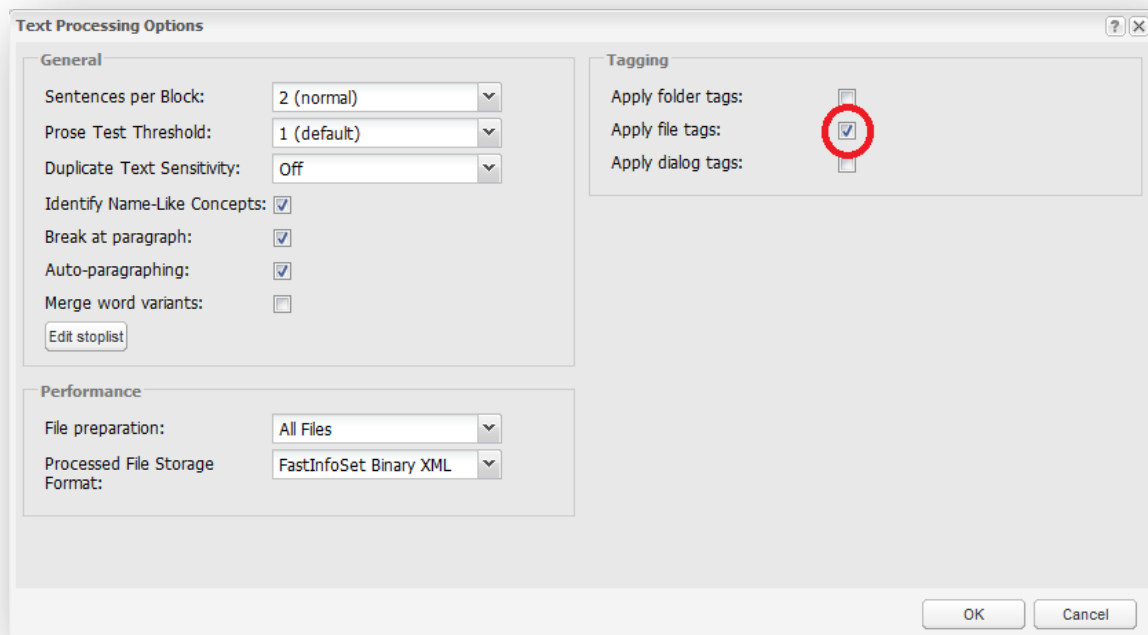 Text Processing Options
General
Sentences per Block: 2 (normal)
Prose Test Threshold: 1 (default)
Duplicate Text Sensitivity: Off
Identify Name-Like Concepts:
Break at paragraph:
Auto-paragraphing:
Merge word variants:
Edit stoplist
Performance
File preparation: All Files
Processed File Storage FastInfoSet Binary XML
Format:
Tagging
Apply folder tags:
Apply file tags:
Apply dialog tags:
OK Cancel